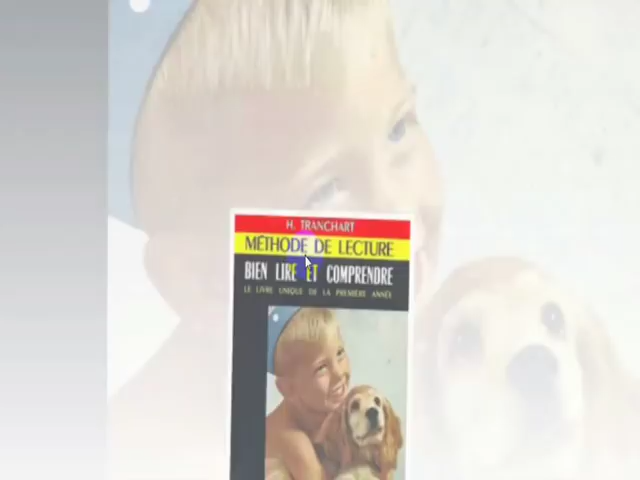 H. TRANCHART
MÉTHODE DE LECTURE
BIEN LIRE ET COMPRENDRE
LE LIVRE UNIQUE DE LA PREMIÈRE ANNÉE